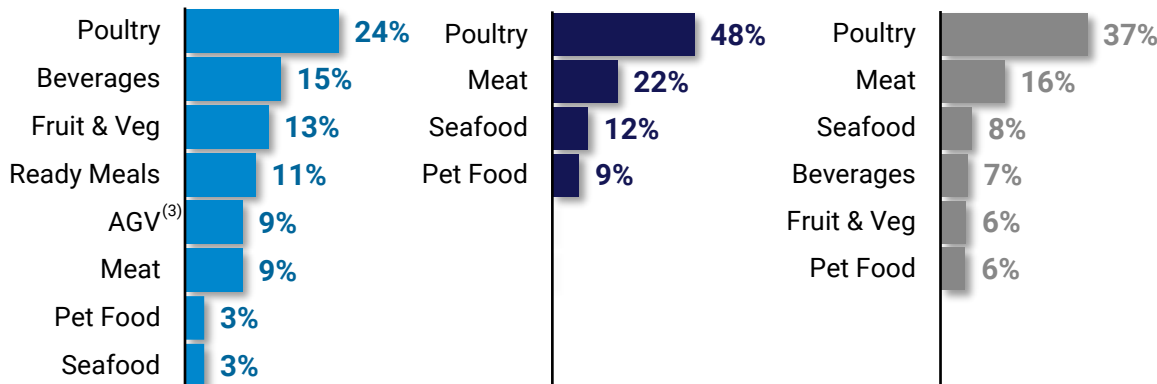 Poultry 24%
Beverages 15%
Fruit & Veg 13%
Ready Meals 11%
AGV(3) 9%
Meat 9%
Pet Food 3%
Seafood 3%
Poultry 48%
Meat 22%
Seafood 12%
Pet Food 9%
Poultry 37%
Meat 16%
Seafood 8%
Beverages 7%
Fruit & Veg 6%
Pet Food 6%